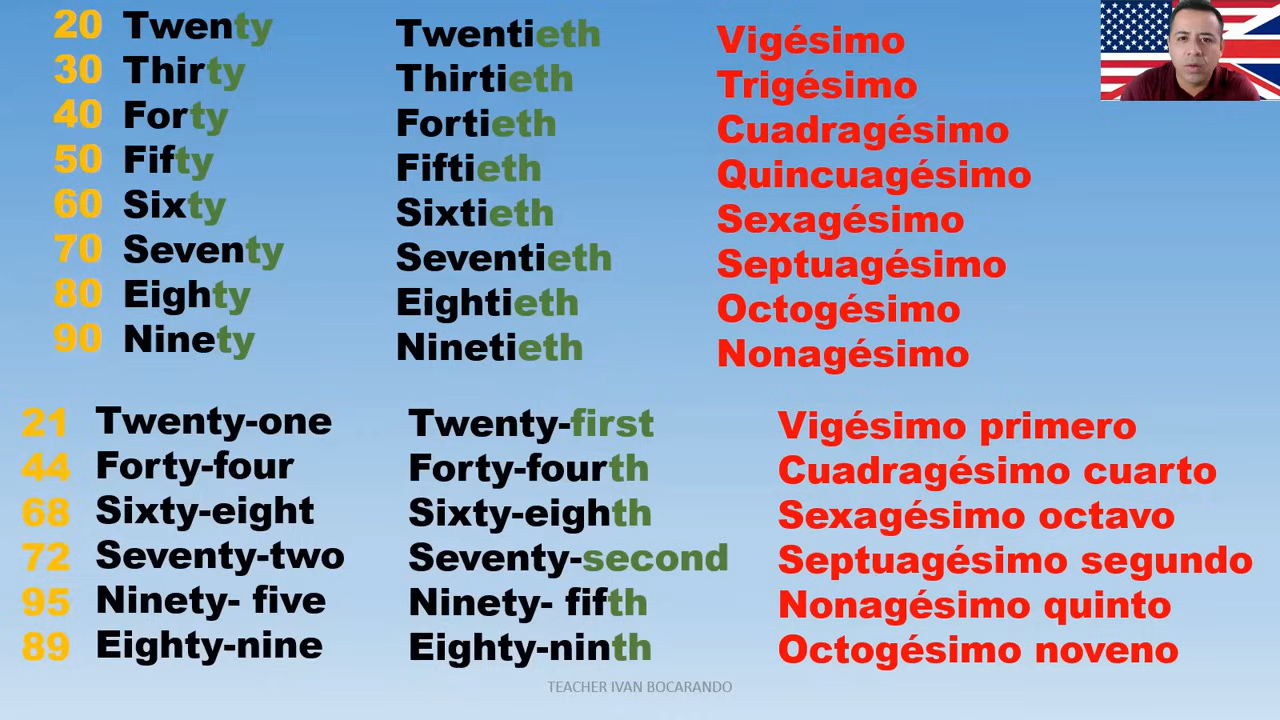 20 Twenty Twentieth Vigésimo
30 Thirty Thirtieth Trigésimo
40 Forty Fortieth Cuadragésimo
50 Fifty Fiftieth Quincuagésimo
60 Sixty Sixtieth Sexagésimo
70 Seventy Seventieth Septuagésimo
80 Eighty Eightieth Octogésimo
90 Ninety Ninetieth Nonagésimo
21 Twenty-one Twenty-first Vigésimo primero
44 Forty-four Forty-fourth Cuadragésimo cuarto
68 Sixty-eight Sixty-eighth Sexagésimo octavo
72 Seventy-two Seventy-second Septuagésimo segundo
95 Ninety- five Ninety- fifth Nonagésimo quinto
89 Eighty-nine Eighty-ninth Octogésimo noveno
TEACHER IVAN BOCARANDO